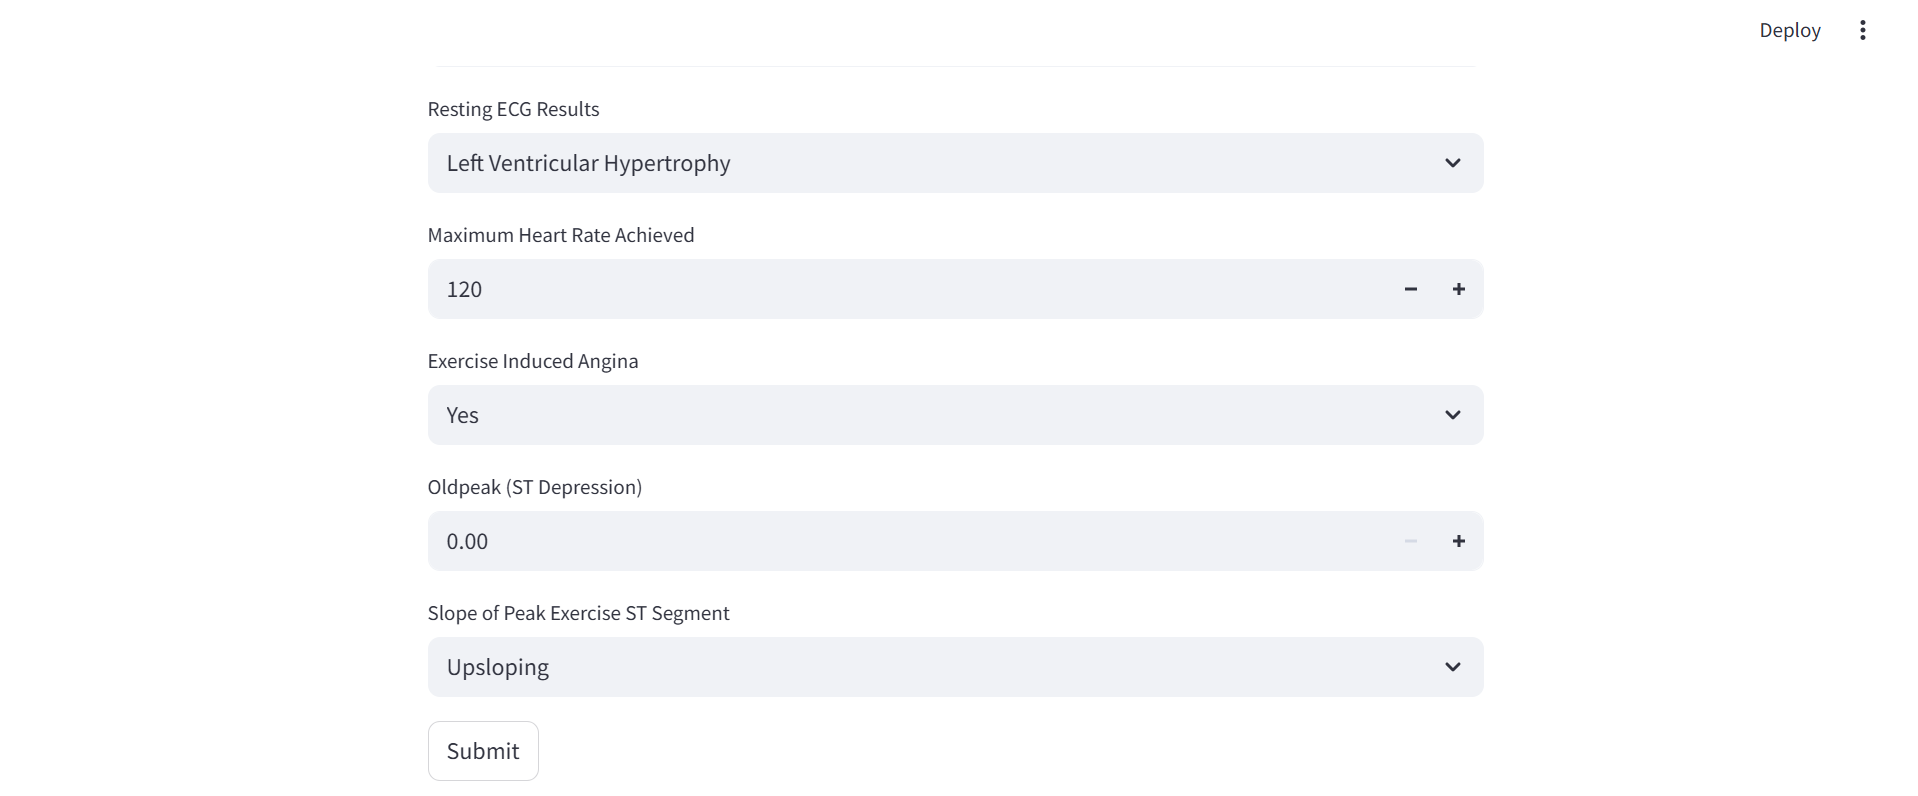 Deploy
Resting ECG Results
Left Ventricular Hypertrophy
Maximum Heart Rate Achieved
120
Exercise Induced Angina
Yes
Oldpeak (ST Depression)
0.00
Slope of Peak Exercise ST Segment
Upsloping
Submit